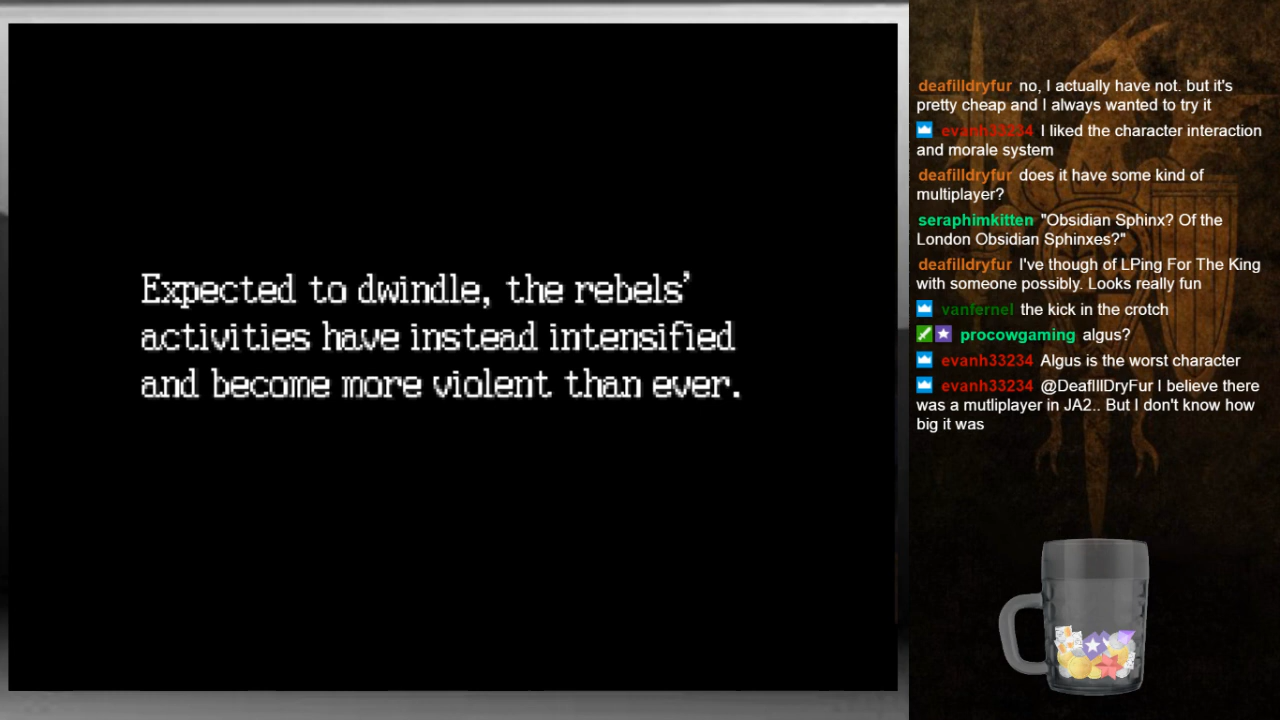 Expected to dwindle, the rebels'
activities have instead intensified
and become more violent than ever.
deafilldryfur no, I actually have not. but it's
pretty cheap and I always wanted to try it
evanh33234 I liked the character interaction
and morale system
deafilldryfur does it have some kind of
multiplayer?
seraphimkitten "Obsidian Sphinx? Of the
London Obsidian Sphinxes?"
deafilldryfur I've though of LPing For The King
with someone possibly. Looks really fun
vanfernel the kick in the crotch
procowgaming algus?
evanh33234 Algus is the worst character
evanh33234 @DeafIllDryFur I believe there
was a mutliplayer in JA2.. But I don't know how
big it was